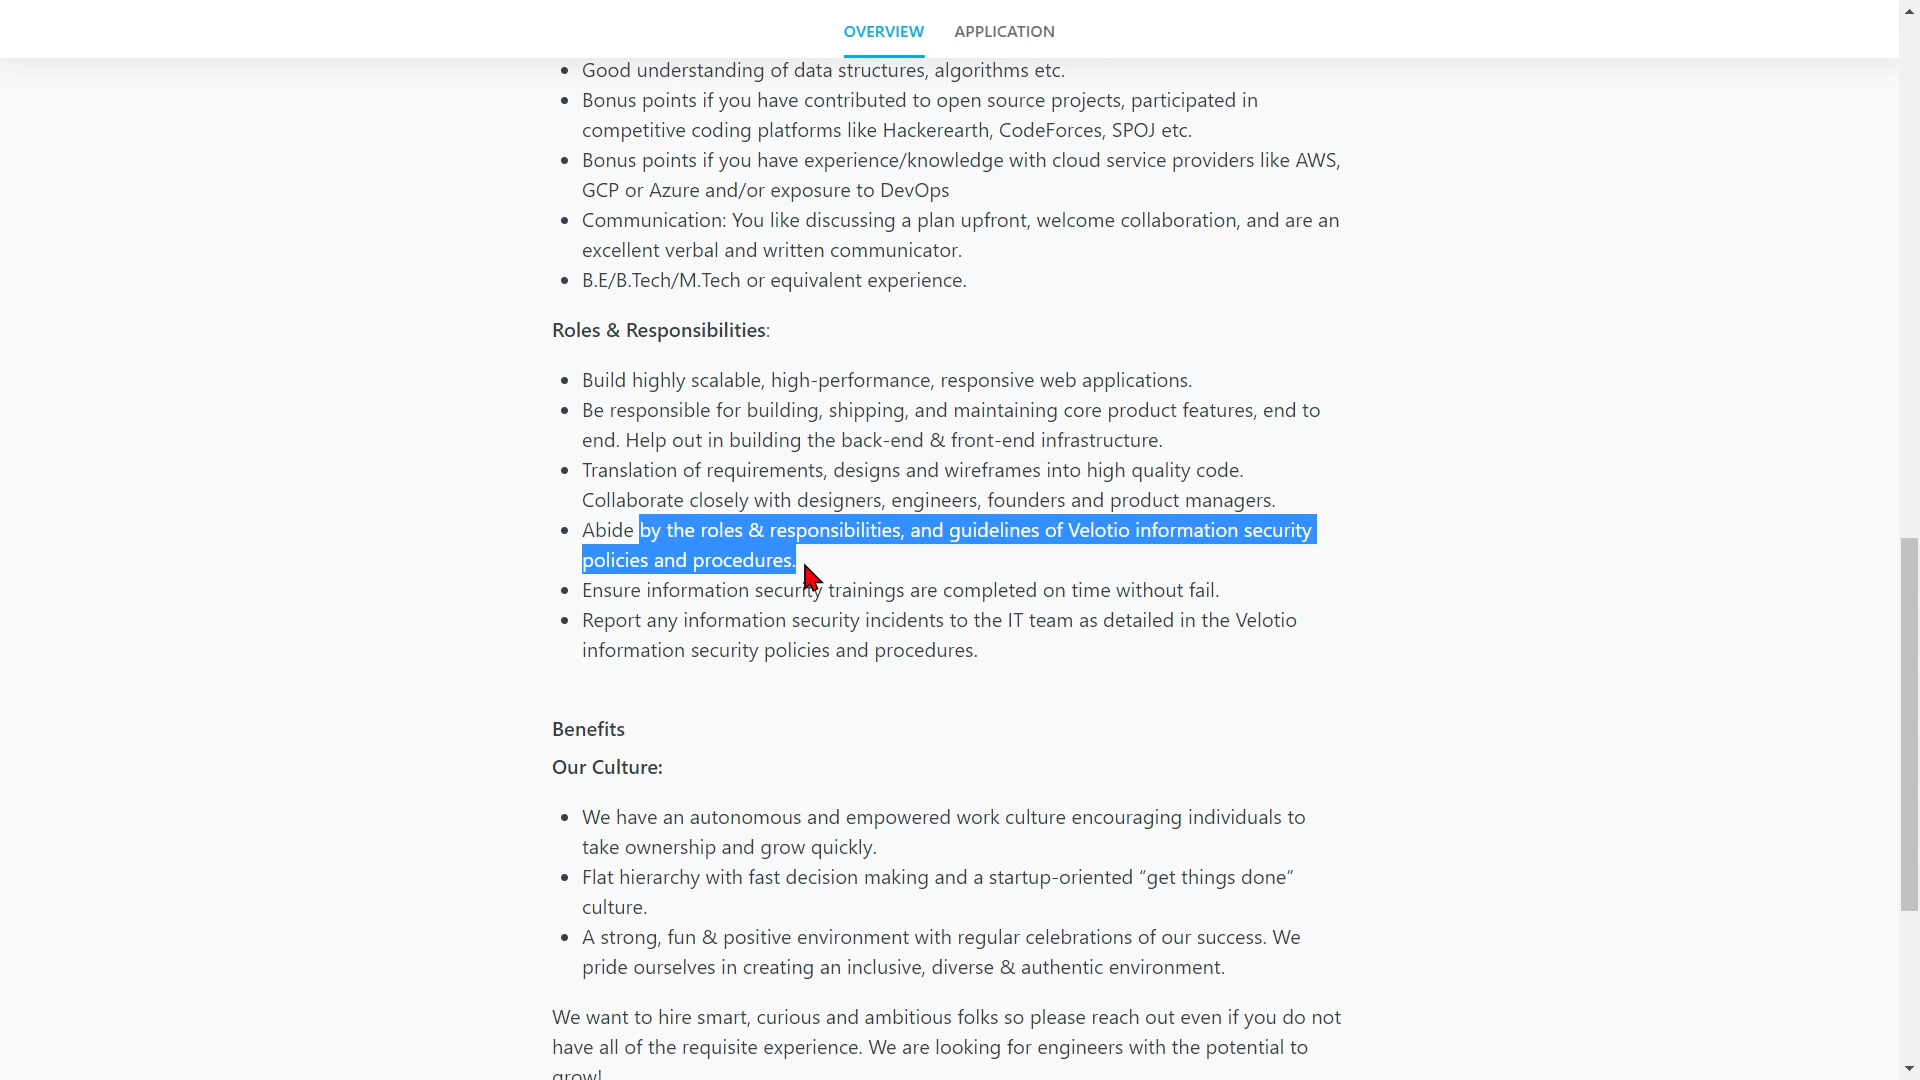 OVERVIEW APPLICATION
Good understanding of data structures, algorithms etc.
Bonus points if you have contributed to open source projects, participated in
competitive coding platforms like Hackerearth, CodeForces, SPOJ etc.
Bonus points if you have experience/knowledge with cloud service providers like AWS,
GCP or Azure and/or exposure to DevOps
Communication: You like discussing a plan upfront, welcome collaboration, and are an
excellent verbal and written communicator.
B.E/B.Tech/M.Tech or equivalent experience.
Roles & Responsibilities:
Build highly scalable, high-performance, responsive web applications.
Be responsible for building, shipping, and maintaining core product features, end to
end. Help out in building the back-end & front-end infrastructure.
Translation of requirements, designs and wireframes into high quality code.
Collaborate closely with designers, engineers, founders and product managers.
Abide by the roles & responsibilities, and guidelines of Velotio information security
policies and procedures.
Ensure information security trainings are completed on time without fail.
Report any information security incidents to the IT team as detailed in the Velotio
information security policies and procedures.
Benefits
Our Culture:
We have an autonomous and empowered work culture encouraging individuals to
take ownership and grow quickly.
Flat hierarchy with fast decision making and a startup-oriented “get things done”
culture.
A strong, fun & positive environment with regular celebrations of our success. We
pride ourselves in creating an inclusive, diverse & authentic environment.
We want to hire smart, curious and ambitious folks so please reach out even if you do not
have all of the requisite experience. We are looking for engineers with the potential to
grow!